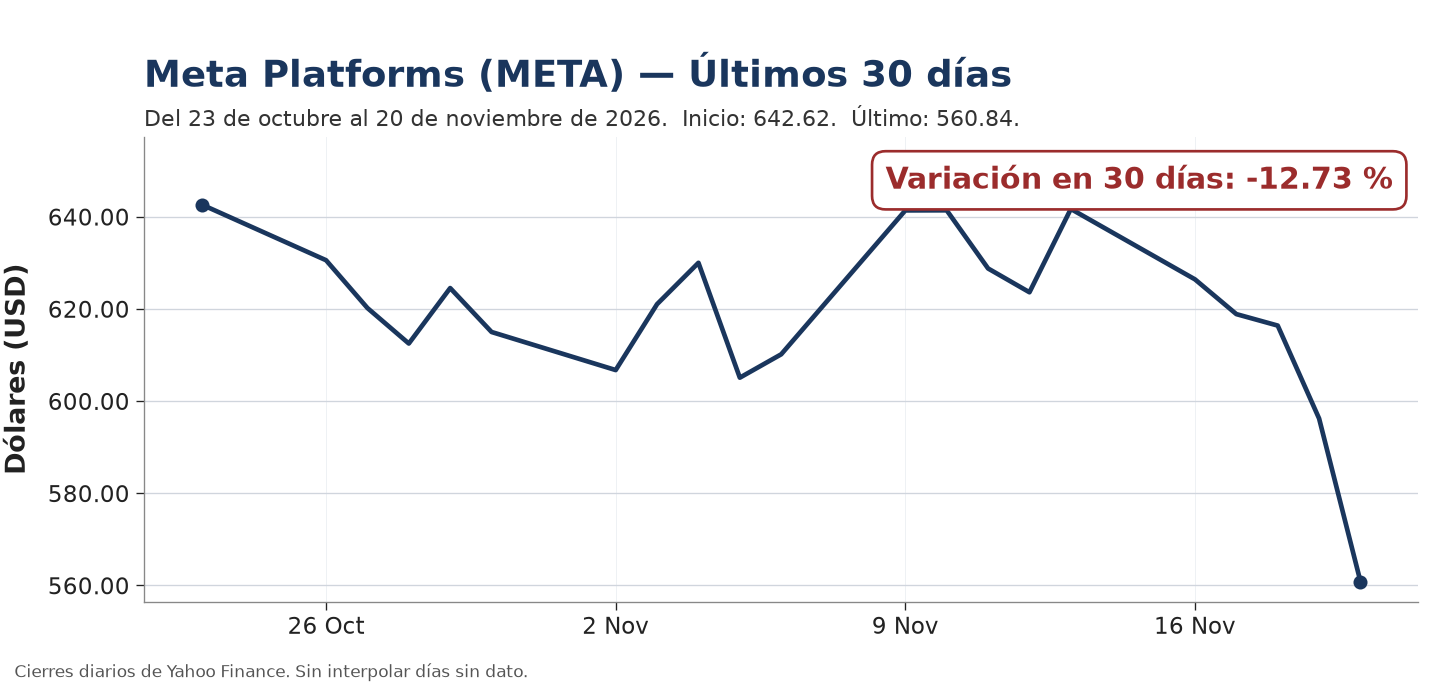 Meta Platforms (META) — Últimos 30 días
Del 23 de octubre al 20 de noviembre de 2026.  Inicio: 642.62.  Último: 560.84.
Variación en 30 días: -12.73 %
Dólares (USD)
640.00
620.00
600.00
580.00
560.00
26 Oct
2 Nov
9 Nov
16 Nov
Cierres diarios de Yahoo Finance. Sin interpolar días sin dato.